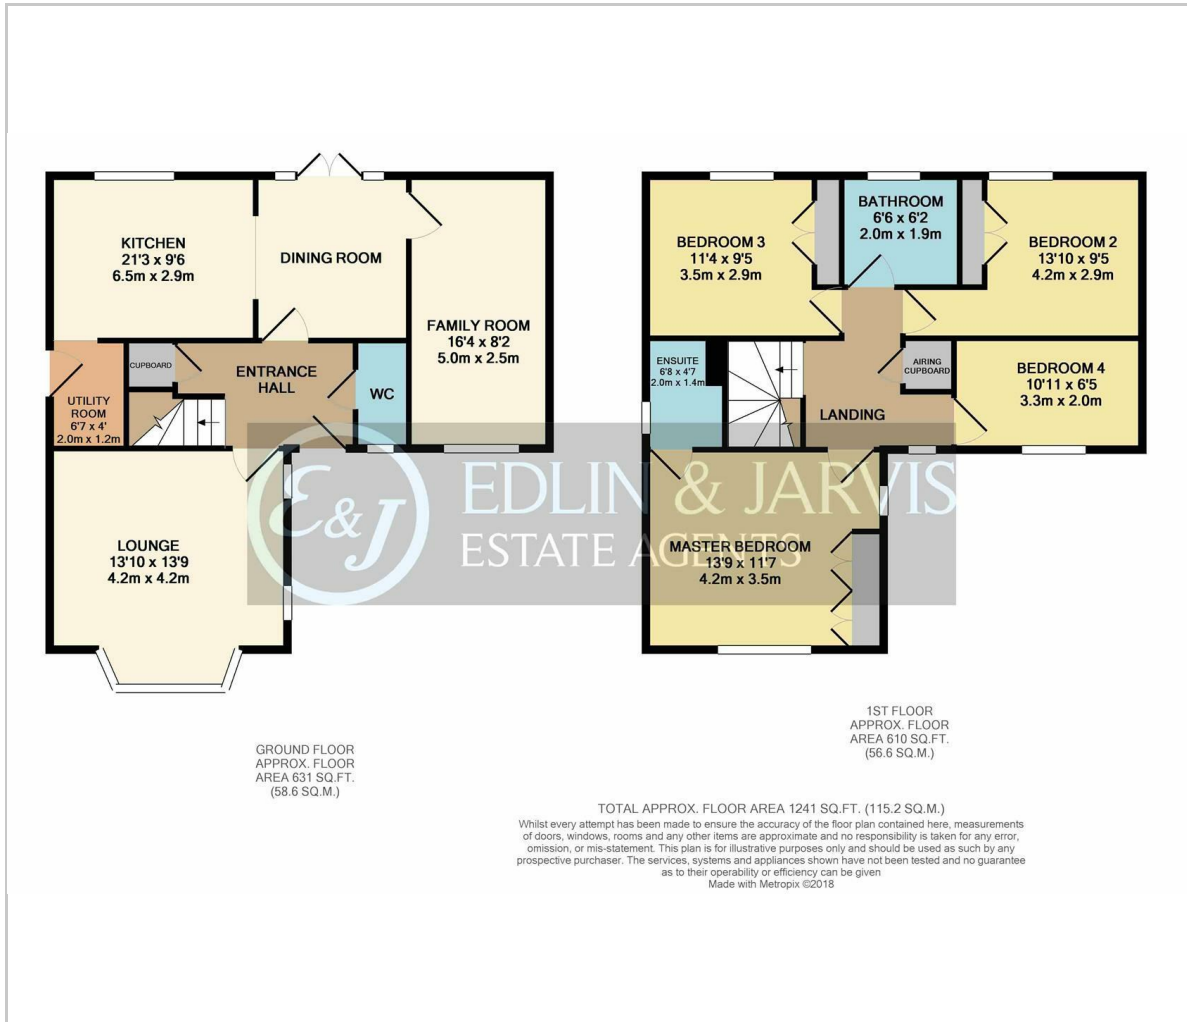 KITCHEN
21'3 x 9'6
6.5m x 2.9m
DINING ROOM
FAMILY ROOM
16'4 x 8'2
5.0m x 2.5m
CUPBOARD
ENTRANCE
HALL
WC
UTILITY
ROOM
6'7 x 4'
2.0m x 1.2m
LOUNGE
13'10 x 13'9
4.2m x 4.2m
GROUND FLOOR
APPROX. FLOOR
AREA 631 SQ.FT.
(58.6 SQ.M.)
BEDROOM 3
11'4 x 9'5
3.5m x 2.9m
BATHROOM
6'6 x 6'2
2.0m x 1.9m
BEDROOM 2
13'10 x 9'5
4.2m x 2.9m
ENSUITE
6'8 x 4'7
2.0m x 1.4m
AIRING
CUPBOARD
BEDROOM 4
10'11 x 6'5
3.3m x 2.0m
LANDING
MASTER BEDROOM
13'9 x 11'7
4.2m x 3.5m
1ST FLOOR
APPROX. FLOOR
AREA 610 SQ.FT.
(56.6 SQ.M.)
E&J
EDLIN & JARVIS
ESTATE AGENTS
TOTAL APPROX. FLOOR AREA 1241 SQ.FT. (115.2 SQ.M.)
Whilst every attempt has been made to ensure the accuracy of the floor plan contained here, measurements
of doors, windows, rooms and any other items are approximate and no responsibility is taken for any error,
omission, or mis-statement. This plan is for illustrative purposes only and should be used as such by any
prospective purchaser. The services, systems and appliances shown have not been tested and no guarantee
as to their operability or efficiency can be given
Made with Metropix ©2018